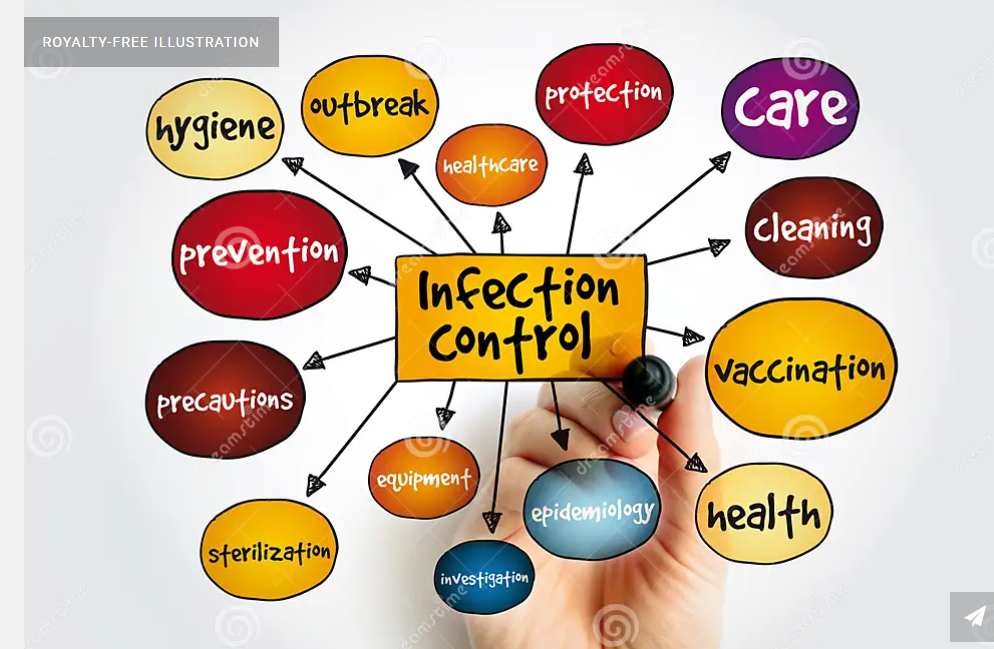 ROYALTY-FREE ILLUSTRATION
hygiene
outbreak
protection
care
healthcare
prevention
cleaning
Infection
control
vaccination
precautions
equipment
epidemiology
health
sterilization
investigation
dreamstime